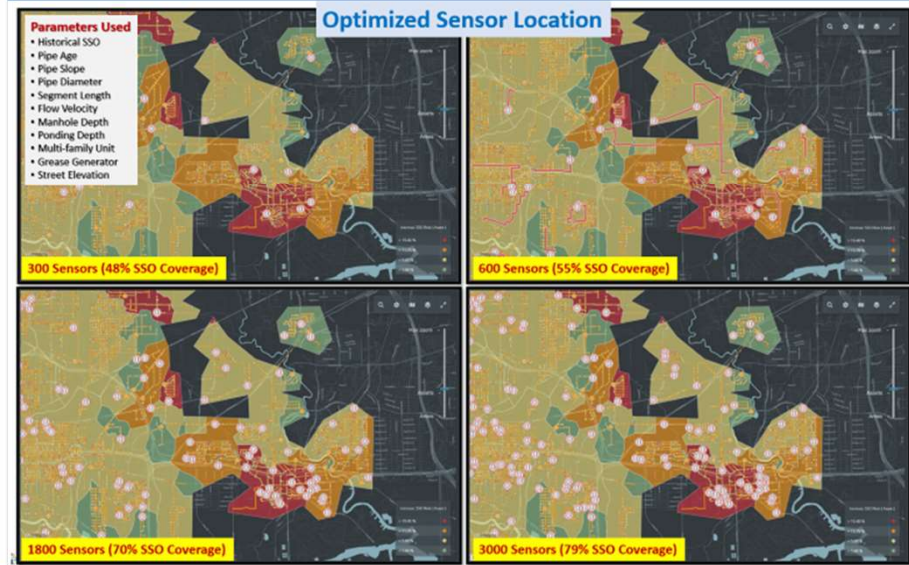 Optimized Sensor Location
Parameters Used
• Historical SSO
• Pipe Age
• Pipe Slope
• Pipe Diameter
• Segment Length
• Flow Velocity
• Manhole Depth
• Ponding Depth
• Multi-family Unit
• Grease Generator
• Street Elevation
300 Sensors (48% SSO Coverage)
600 Sensors (55% SSO Coverage)
1800 Sensors (70% SSO Coverage)
3000 Sensors (79% SSO Coverage)